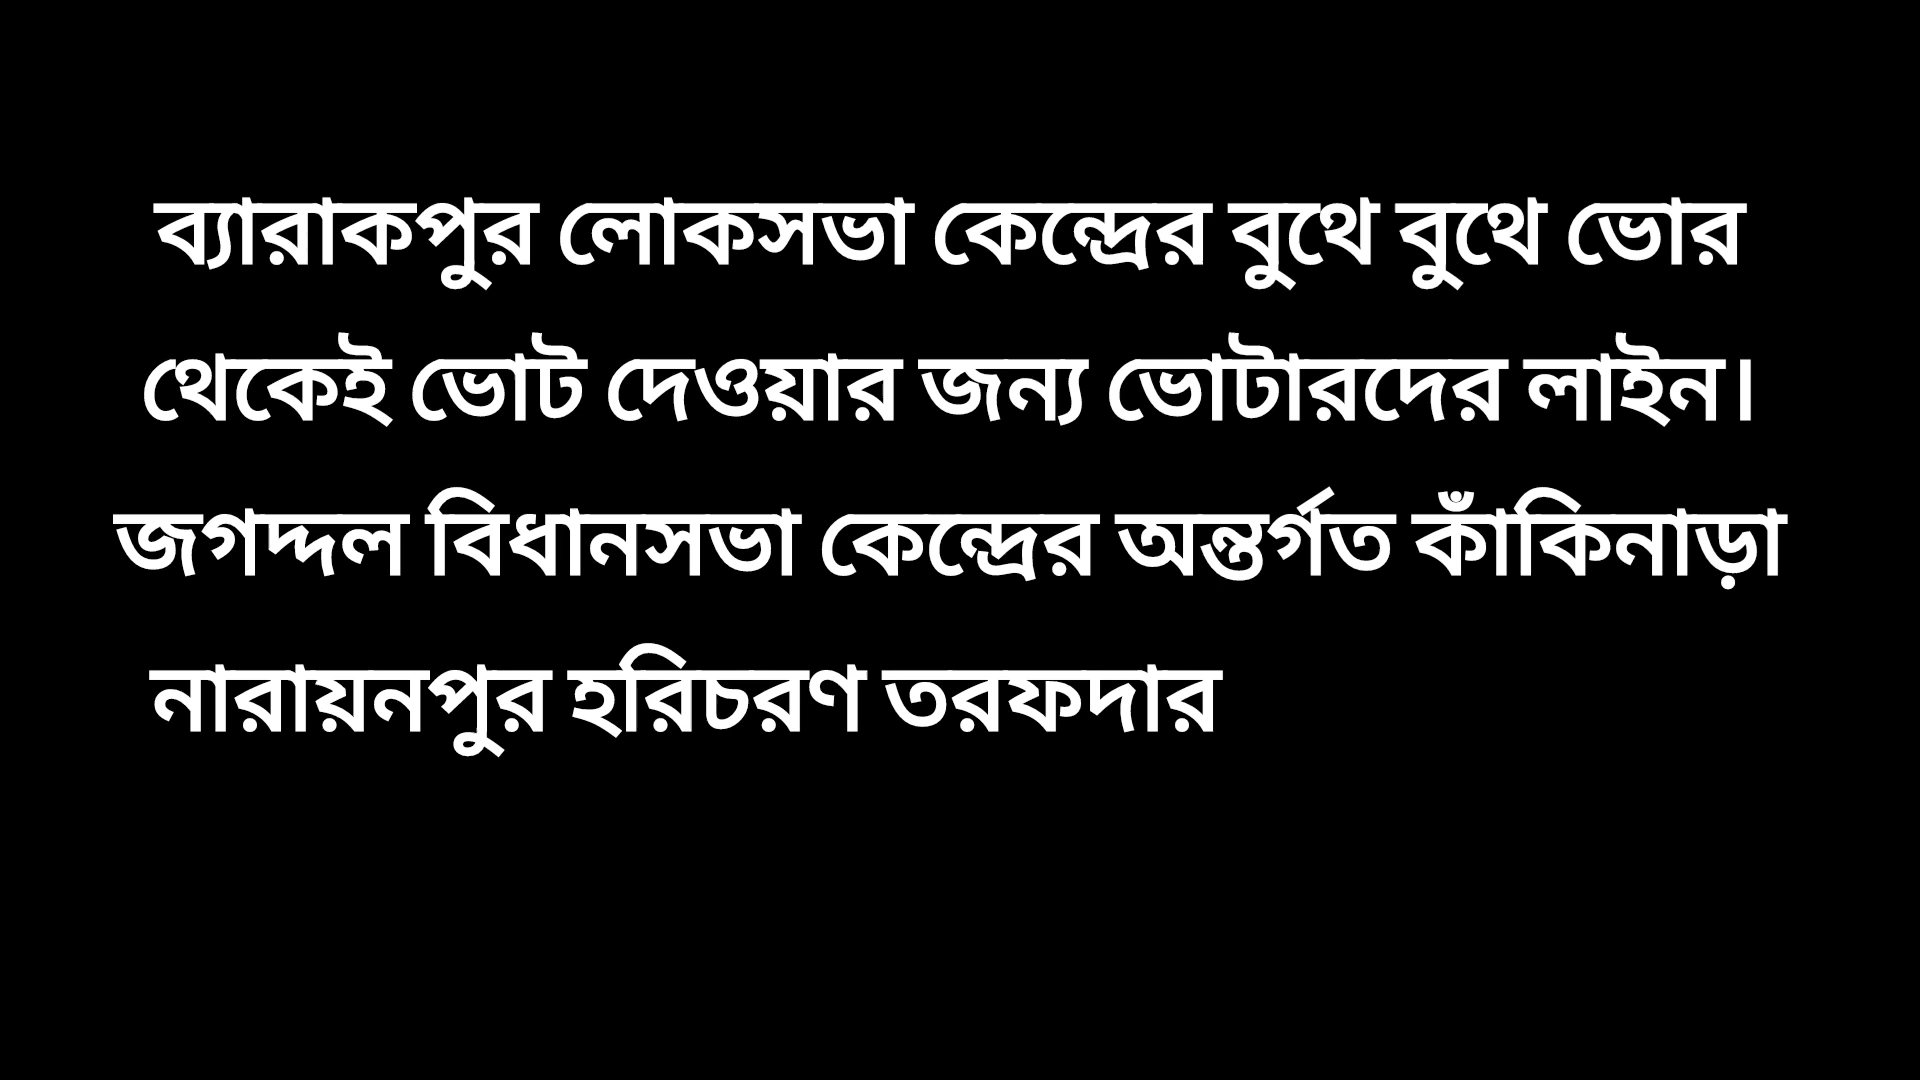 ব্যারাকপুর লোকসভা কেন্দ্রের বুথে বুথে ভোর
থেকেই ভোট দেওয়ার জন্য ভোটারদের লাইন।
জগদ্দল বিধানসভা কেন্দ্রের অন্তর্গত কাঁকিনাড়া
নারায়নপুর হরিচরণ তরফদার